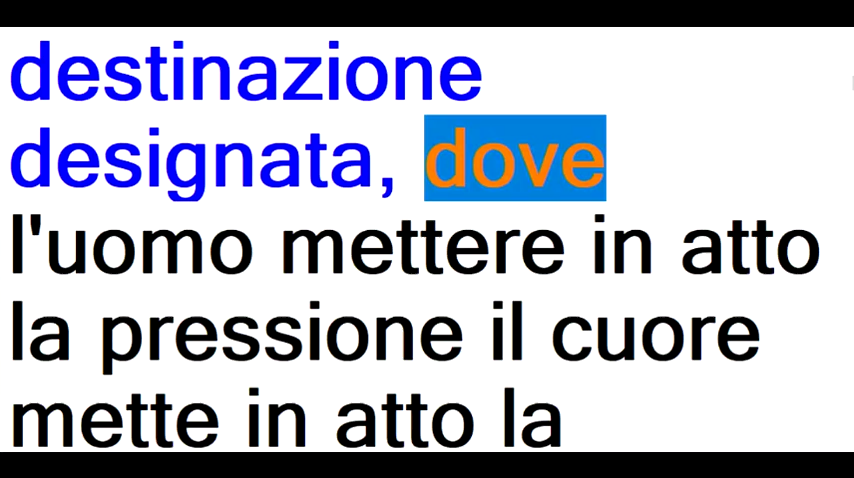 destinazione
designata, dove
l'uomo mettere in atto
la pressione il cuore
mette in atto la